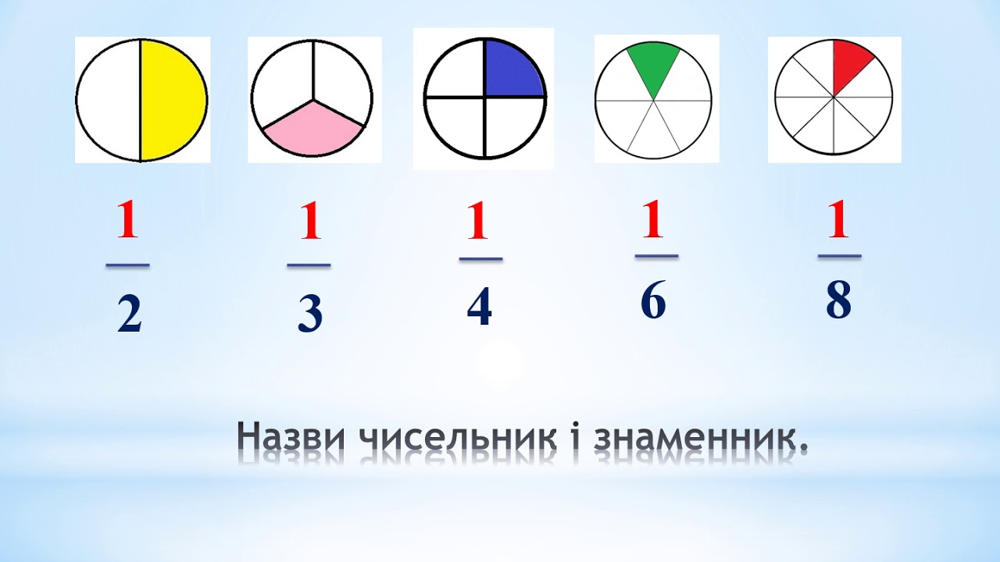 1 1 1 1 1
2 3 4 6 8
Назви чисельник і знаменник.